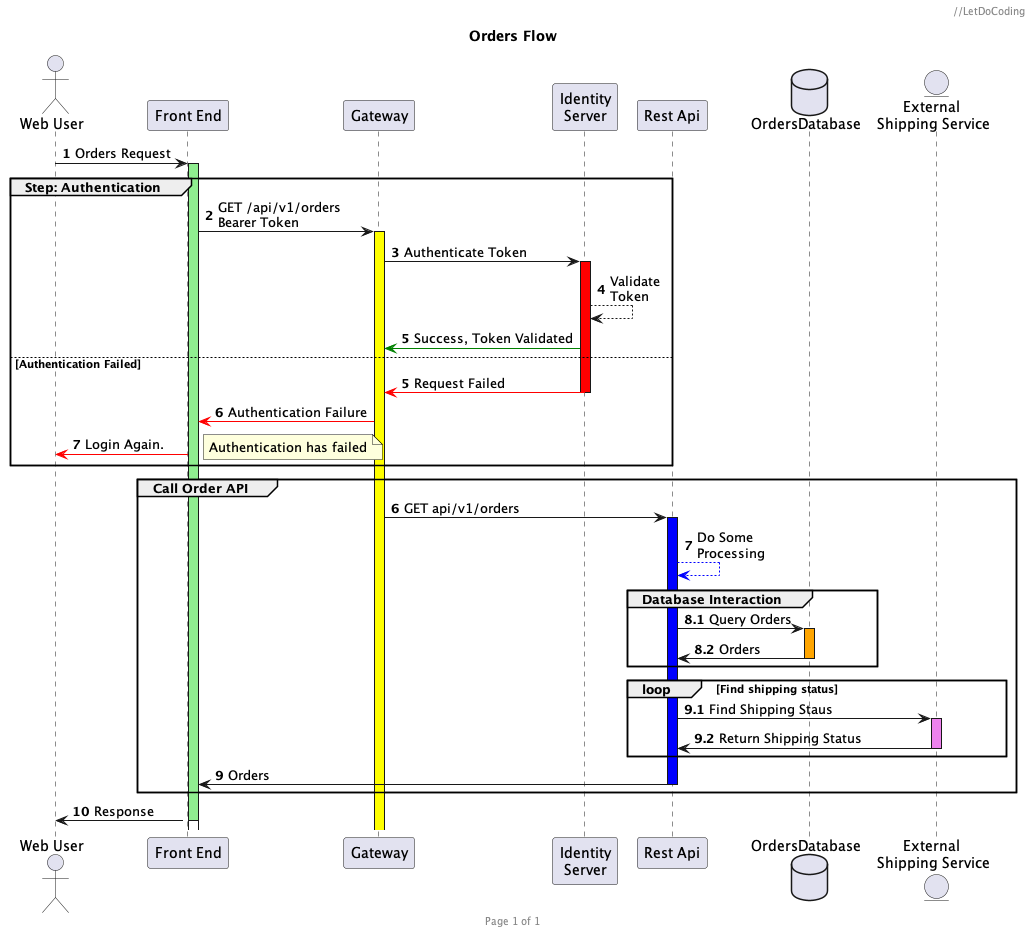 //LetDoCoding
Orders Flow
Web User
Front End
Gateway
Identity
Server
Rest Api
OrdersDatabase
External
Shipping Service
1 Orders Request
Step: Authentication
2 GET /api/v1/orders
Bearer Token
3 Authenticate Token
4 Validate
Token
5 Success, Token Validated
[Authentication Failed]
5 Request Failed
6 Authentication Failure
7 Login Again.
Authentication has failed
Call Order API
6 GET api/v1/orders
7 Do Some
Processing
Database Interaction
8.1 Query Orders
8.2 Orders
loop [Find shipping status]
9.1 Find Shipping Staus
9.2 Return Shipping Status
9 Orders
10 Response
Web User
Front End
Gateway
Identity
Server
Rest Api
OrdersDatabase
External
Shipping Service
Page 1 of 1